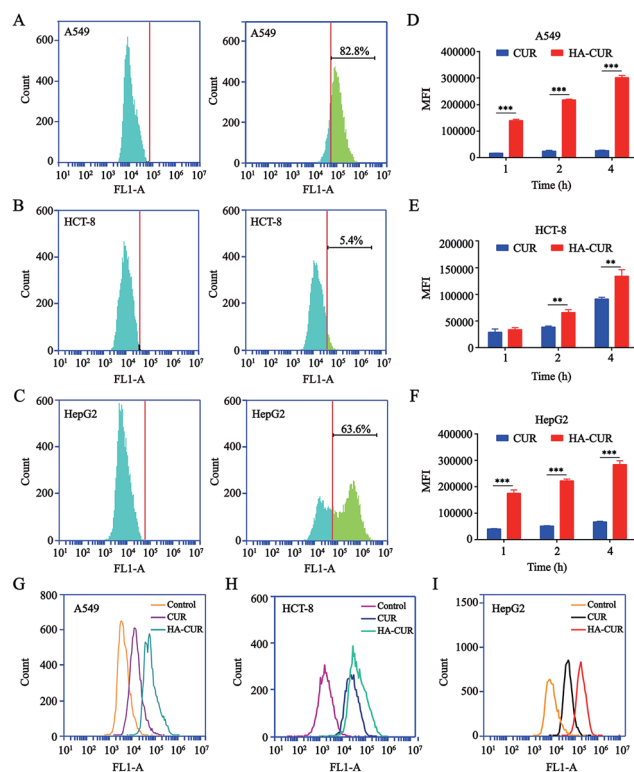 A
A549
600
400
200
0
Count
10¹ 10² 10³ 10⁴ 10⁵ 10⁶ 10⁷
FL1-A
A549
82.8%
600
400
200
0
Count
10¹ 10² 10³ 10⁴ 10⁵ 10⁶ 10⁷
FL1-A
D
A549
CUR HA-CUR
MFI
400000
300000
200000
100000
0
*** *** ***
1 2 4
Time (h)
B
HCT-8
600
400
200
0
Count
10¹ 10² 10³ 10⁴ 10⁵ 10⁶ 10⁷
FL1-A
HCT-8
5.4%
600
400
200
0
Count
10¹ 10² 10³ 10⁴ 10⁵ 10⁶ 10⁷
FL1-A
E
HCT-8
CUR HA-CUR
MFI
200000
150000
100000
50000
0
** **
1 2 4
Time (h)
C
HepG2
600
400
200
0
Count
10¹ 10² 10³ 10⁴ 10⁵ 10⁶ 10⁷
FL1-A
HepG2
63.6%
600
400
200
0
Count
10¹ 10² 10³ 10⁴ 10⁵ 10⁶ 10⁷
FL1-A
F
HepG2
CUR HA-CUR
MFI
400000
300000
200000
100000
0
*** *** ***
1 2 4
Time (h)
G
A549
Control
CUR
HA-CUR
800
600
400
200
0
Count
10¹ 10² 10³ 10⁴ 10⁵ 10⁶ 10⁷
FL1-A
H
HCT-8
Control
CUR
HA-CUR
600
400
200
0
Count
10¹ 10² 10³ 10⁴ 10⁵ 10⁶ 10⁷
FL1-A
I
HepG2
Control
CUR
HA-CUR
1500
1000
500
0
Count
10¹ 10² 10³ 10⁴ 10⁵ 10⁶ 10⁷
FL1-A